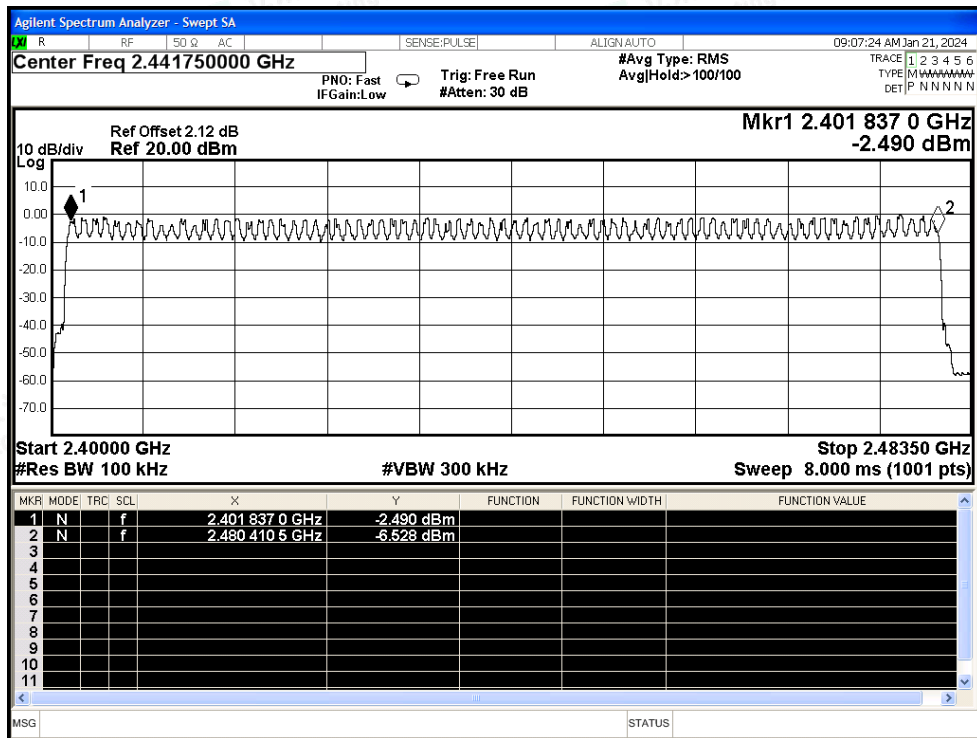 Agilent Spectrum Analyzer - Swept SA
LXI R RF 50 Ω AC SENSE:PULSE ALIGN AUTO 09:07:24 AM Jan 21, 2024
Center Freq 2.441750000 GHz
PNO: Fast
IFGain:Low
Trig: Free Run
#Atten: 30 dB
#Avg Type: RMS
Avg|Hold:>100/100
TRACE 1 2 3 4 5 6
TYPE M
DET P N N N N N
Ref Offset 2.12 dB
10 dB/div Ref 20.00 dBm
Log
Mkr1 2.401 837 0 GHz
-2.490 dBm
10.0
0.00
-10.0
-20.0
-30.0
-40.0
-50.0
-60.0
-70.0
1
2
Start 2.40000 GHz Stop 2.48350 GHz
#Res BW 100 kHz #VBW 300 kHz Sweep 8.000 ms (1001 pts)
MKR MODE TRC SCL X Y FUNCTION FUNCTION WIDTH FUNCTION VALUE
1 N f 2.401 837 0 GHz -2.490 dBm
2 N f 2.480 410 5 GHz -6.528 dBm
3
4
5
6
7
8
9
10
11
MSG STATUS